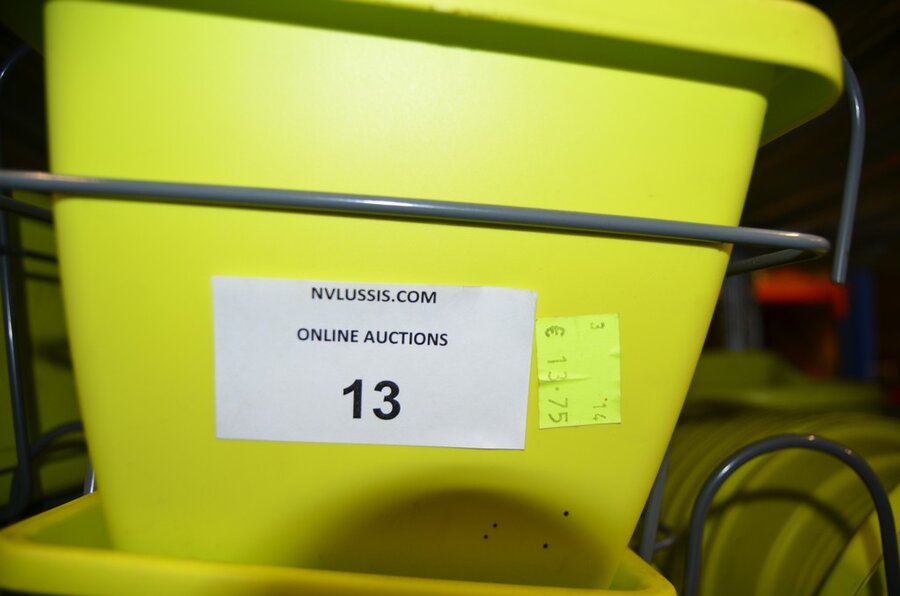 NVLUSSIS.COM
ONLINE AUCTIONS
13
3 '14
€ 13.75